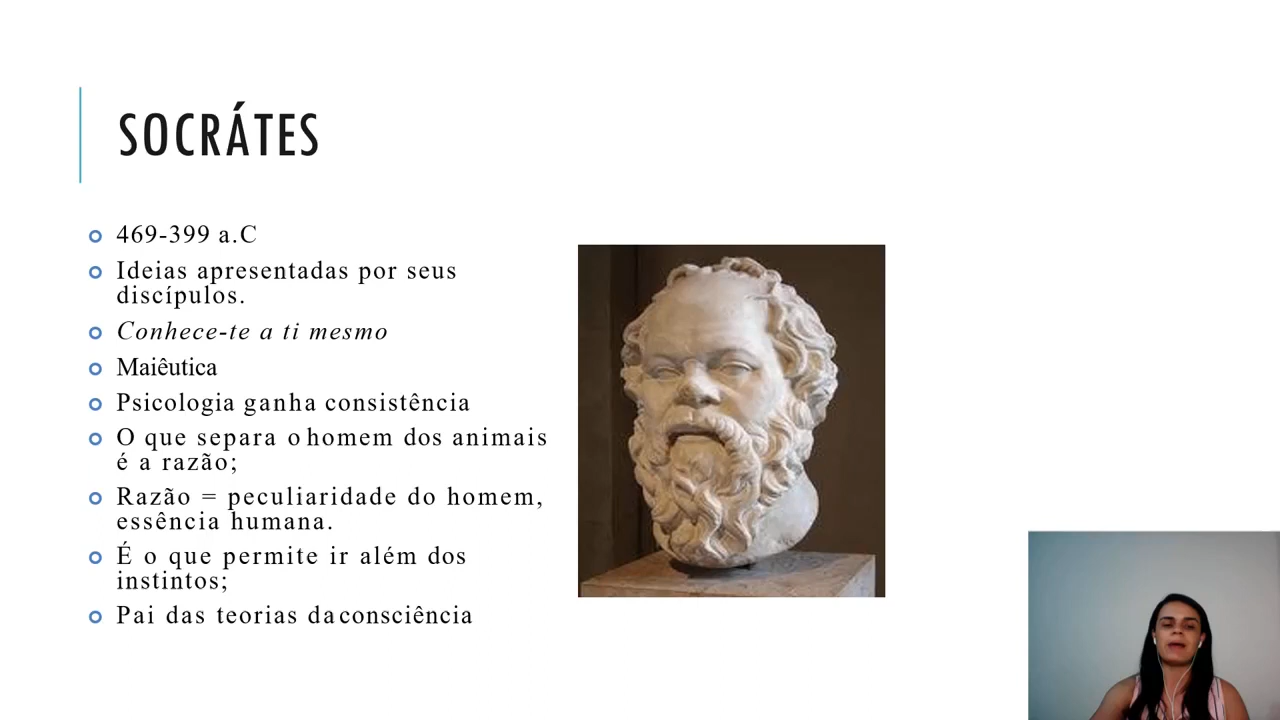 SOCRÁTES
469-399 a.C
Ideias apresentadas por seus
discípulos.
Conhece-te a ti mesmo
Maiêutica
Psicologia ganha consistência
O que separa o homem dos animais
é a razão;
Razão = peculiaridade do homem,
essência humana.
É o que permite ir além dos
instintos;
Pai das teorias da consciência